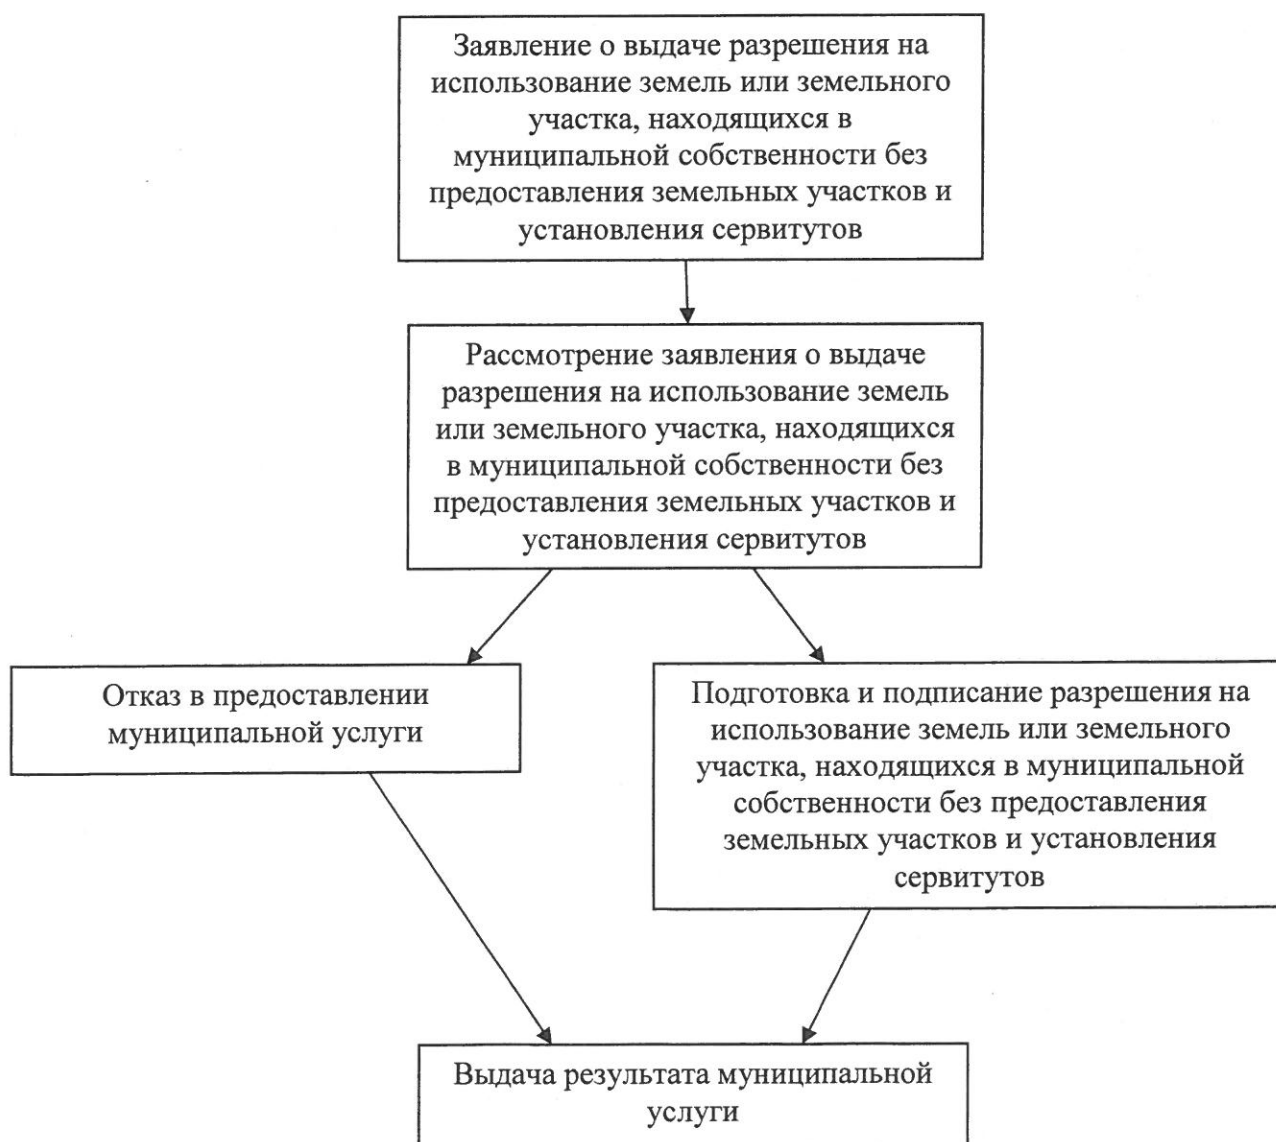 Заявление о выдаче разрешения на
использование земель или земельного
участка, находящихся в
муниципальной собственности без
предоставления земельных участков и
установления сервитутов
Рассмотрение заявления о выдаче
разрешения на использование земель
или земельного участка, находящихся
в муниципальной собственности без
предоставления земельных участков и
установления сервитутов
Отказ в предоставлении
муниципальной услуги
Подготовка и подписание разрешения на
использование земель или земельного
участка, находящихся в муниципальной
собственности без предоставления
земельных участков и установления
сервитутов
Выдача результата муниципальной
услуги